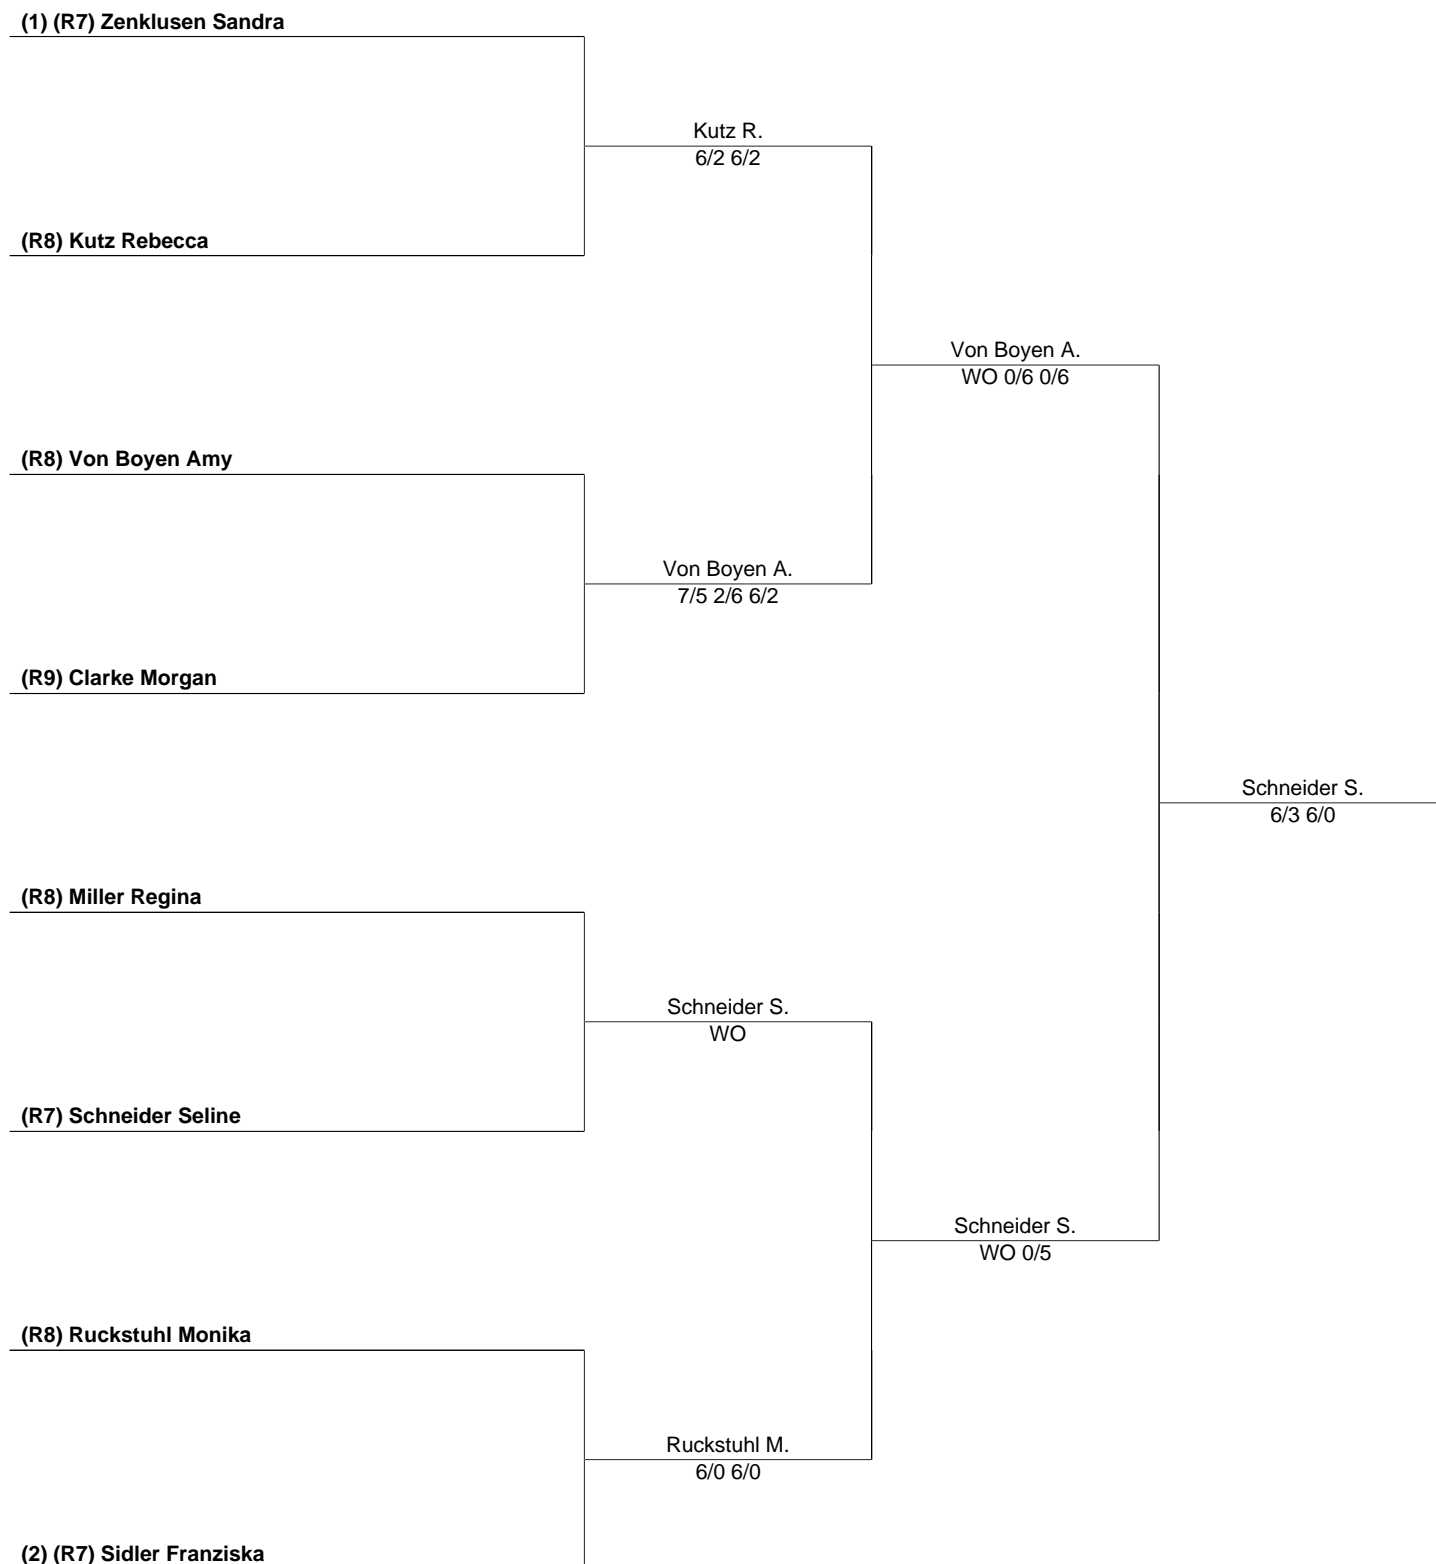 (1) (R7) Zenklusen Sandra
Kutz R.
6/2 6/2
(R8) Kutz Rebecca
Von Boyen A.
WO 0/6 0/6
(R8) Von Boyen Amy
Von Boyen A.
7/5 2/6 6/2
(R9) Clarke Morgan
Schneider S.
6/3 6/0
(R8) Miller Regina
Schneider S.
WO
(R7) Schneider Seline
Schneider S.
WO 0/5
(R8) Ruckstuhl Monika
Ruckstuhl M.
6/0 6/0
(2) (R7) Sidler Franziska